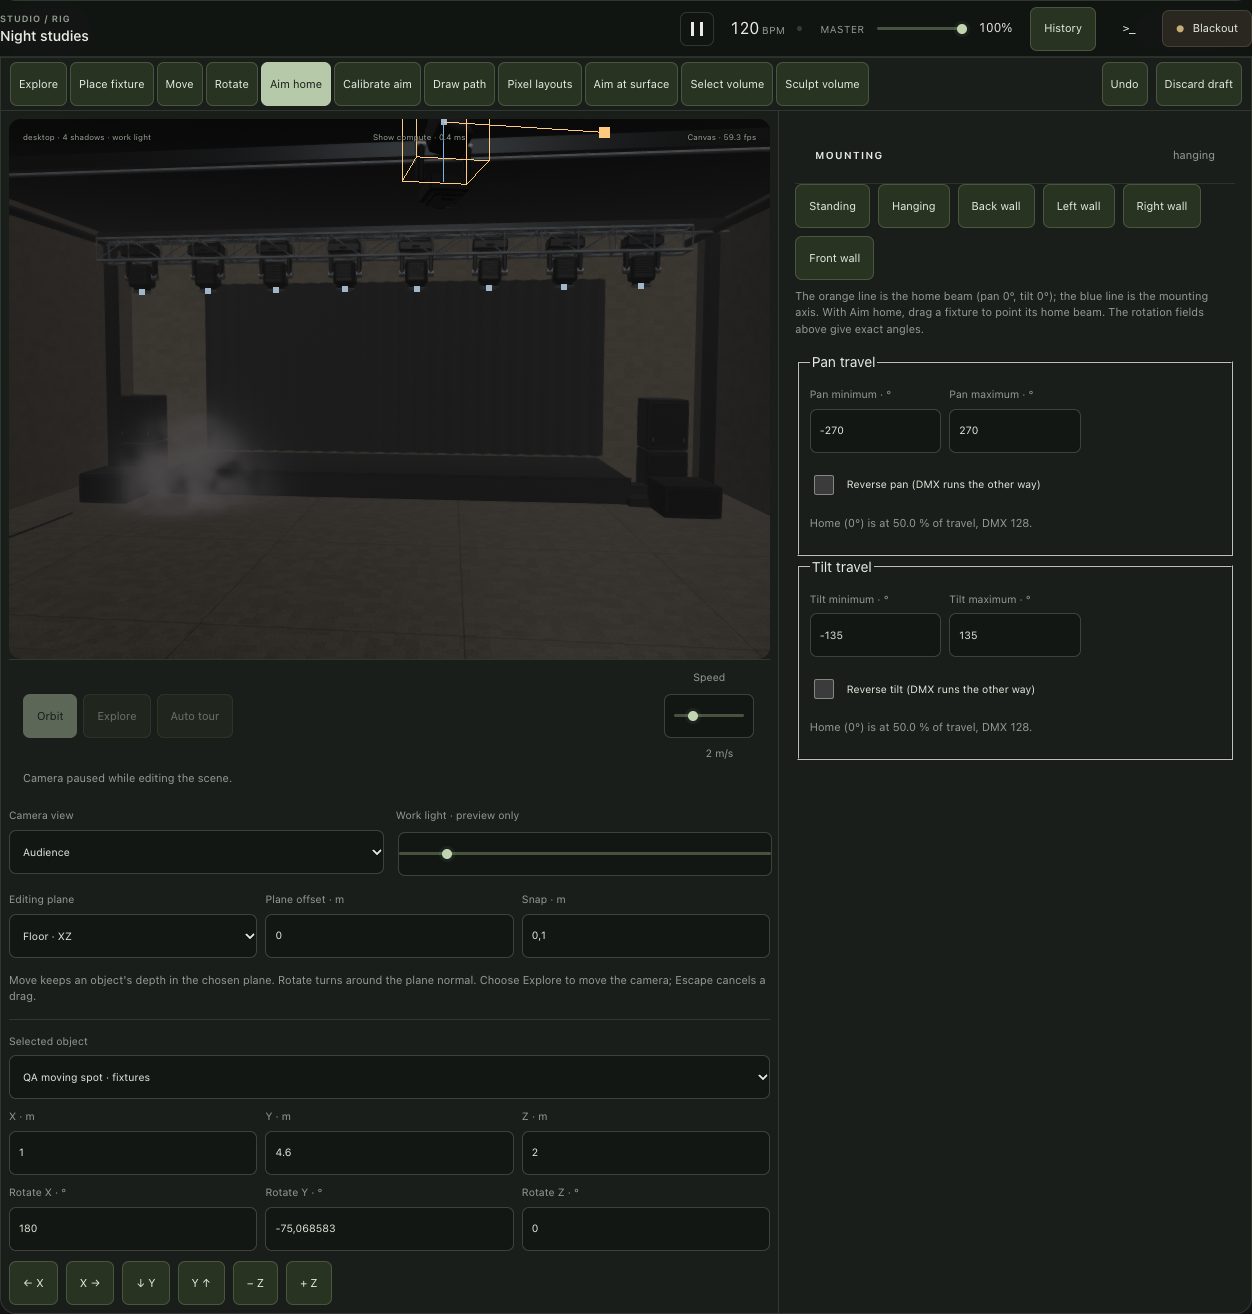 STUDIO / RIG
Night studies
120 BPM
MASTER
100%
History
>_
Blackout
Explore
Place fixture
Move
Rotate
Aim home
Calibrate aim
Draw path
Pixel layouts
Aim at surface
Select volume
Sculpt volume
Undo
Discard draft
desktop · 4 shadows · work light
Show compute · 0.4 ms
Canvas · 59.3 fps
Orbit
Explore
Auto tour
Speed
2 m/s
Camera paused while editing the scene.
Camera view
Work light · preview only
Audience
Editing plane
Plane offset · m
Snap · m
Floor · XZ
0
0,1
Move keeps an object's depth in the chosen plane. Rotate turns around the plane normal. Choose Explore to move the camera; Escape cancels a
drag.
Selected object
QA moving spot · fixtures
X · m
Y · m
Z · m
1
4.6
2
Rotate X · °
Rotate Y · °
Rotate Z · °
180
-75,068583
0
← X
X →
↓ Y
Y ↑
− Z
+ Z
MOUNTING
hanging
Standing
Hanging
Back wall
Left wall
Right wall
Front wall
The orange line is the home beam (pan 0°, tilt 0°); the blue line is the mounting
axis. With Aim home, drag a fixture to point its home beam. The rotation fields
above give exact angles.
Pan travel
Pan minimum · °
Pan maximum · °
-270
270
Reverse pan (DMX runs the other way)
Home (0°) is at 50.0 % of travel, DMX 128.
Tilt travel
Tilt minimum · °
Tilt maximum · °
-135
135
Reverse tilt (DMX runs the other way)
Home (0°) is at 50.0 % of travel, DMX 128.